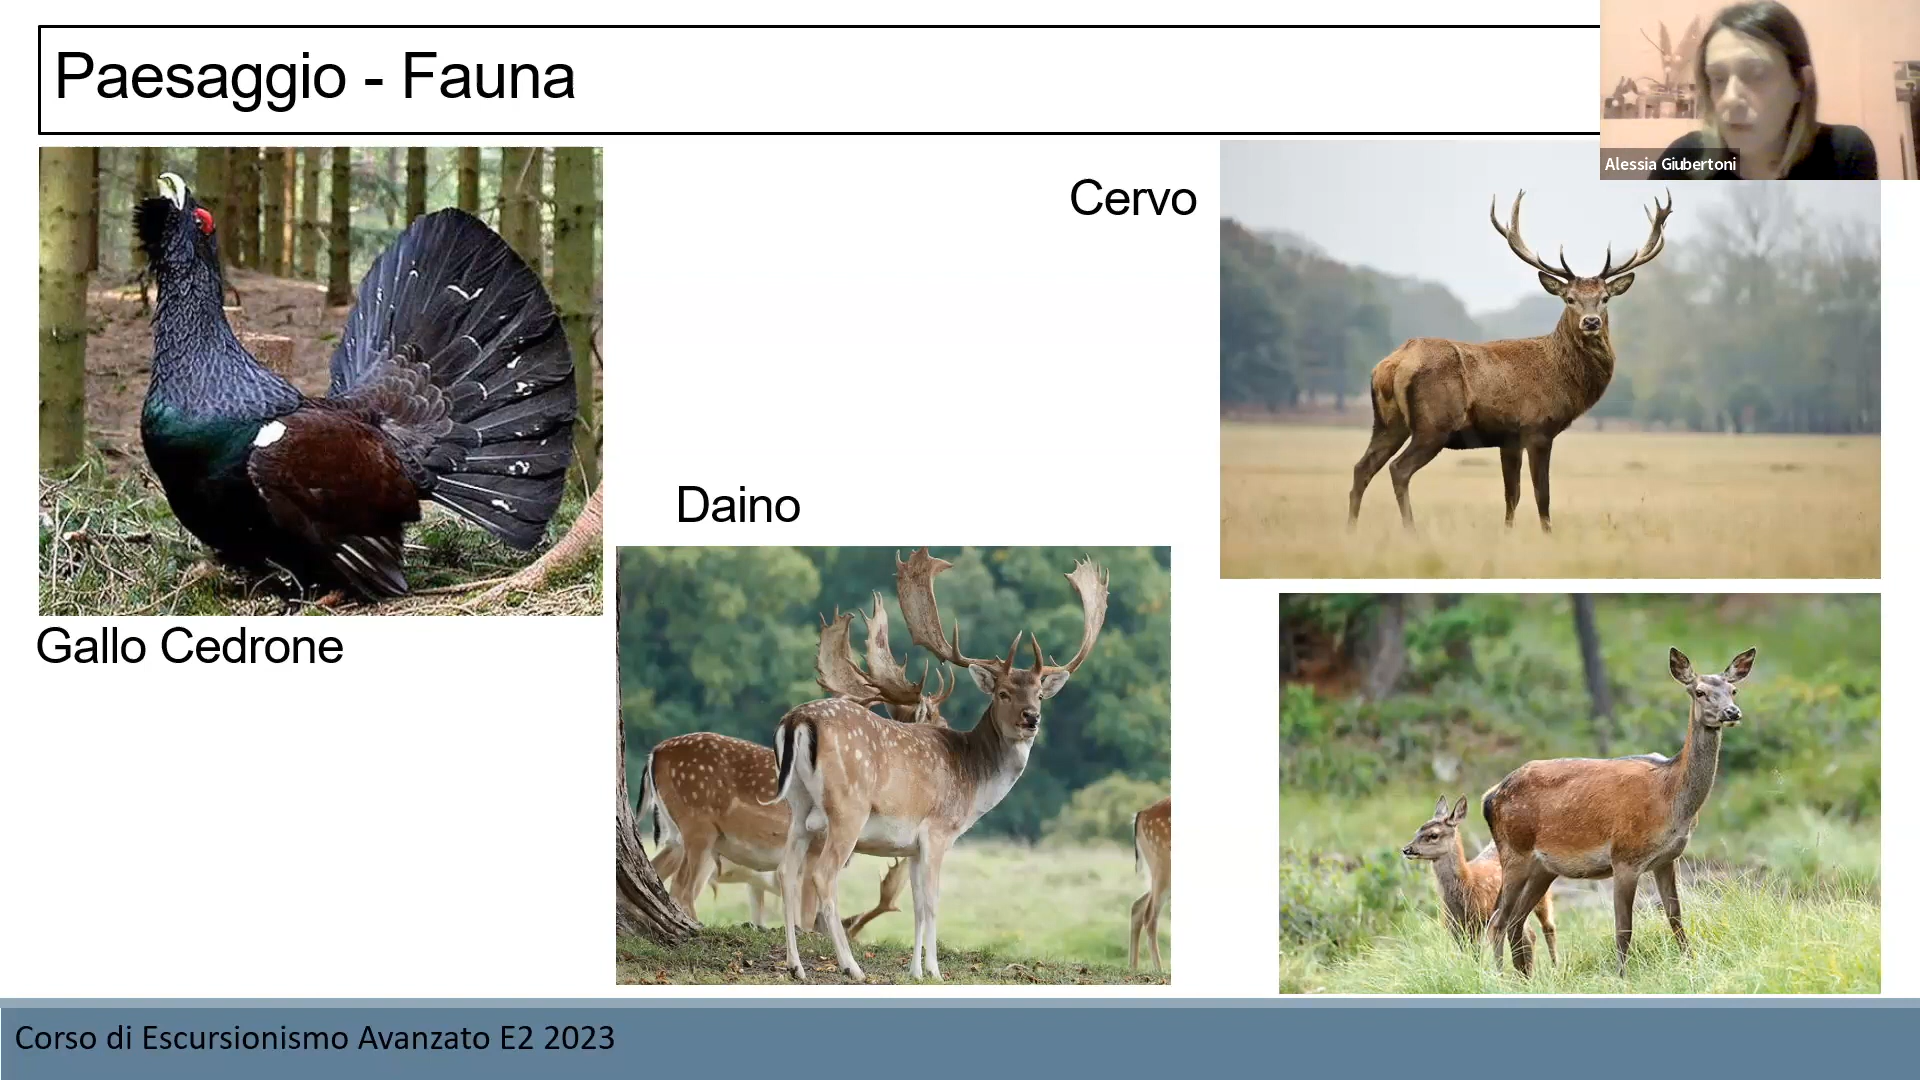 Paesaggio - Fauna
Alessia Giubertoni
Cervo
Daino
Gallo Cedrone
Corso di Escursionismo Avanzato E2 2023